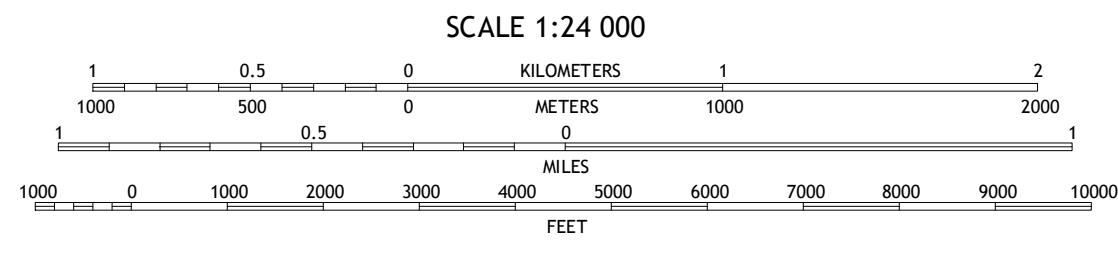 SCALE 1:24 000
1 0.5 0 KILOMETERS 1 2
1000 500 0 METERS 1000 2000
1 0.5 0 1
MILES
1000 0 1000 2000 3000 4000 5000 6000 7000 8000 9000 10000
FEET